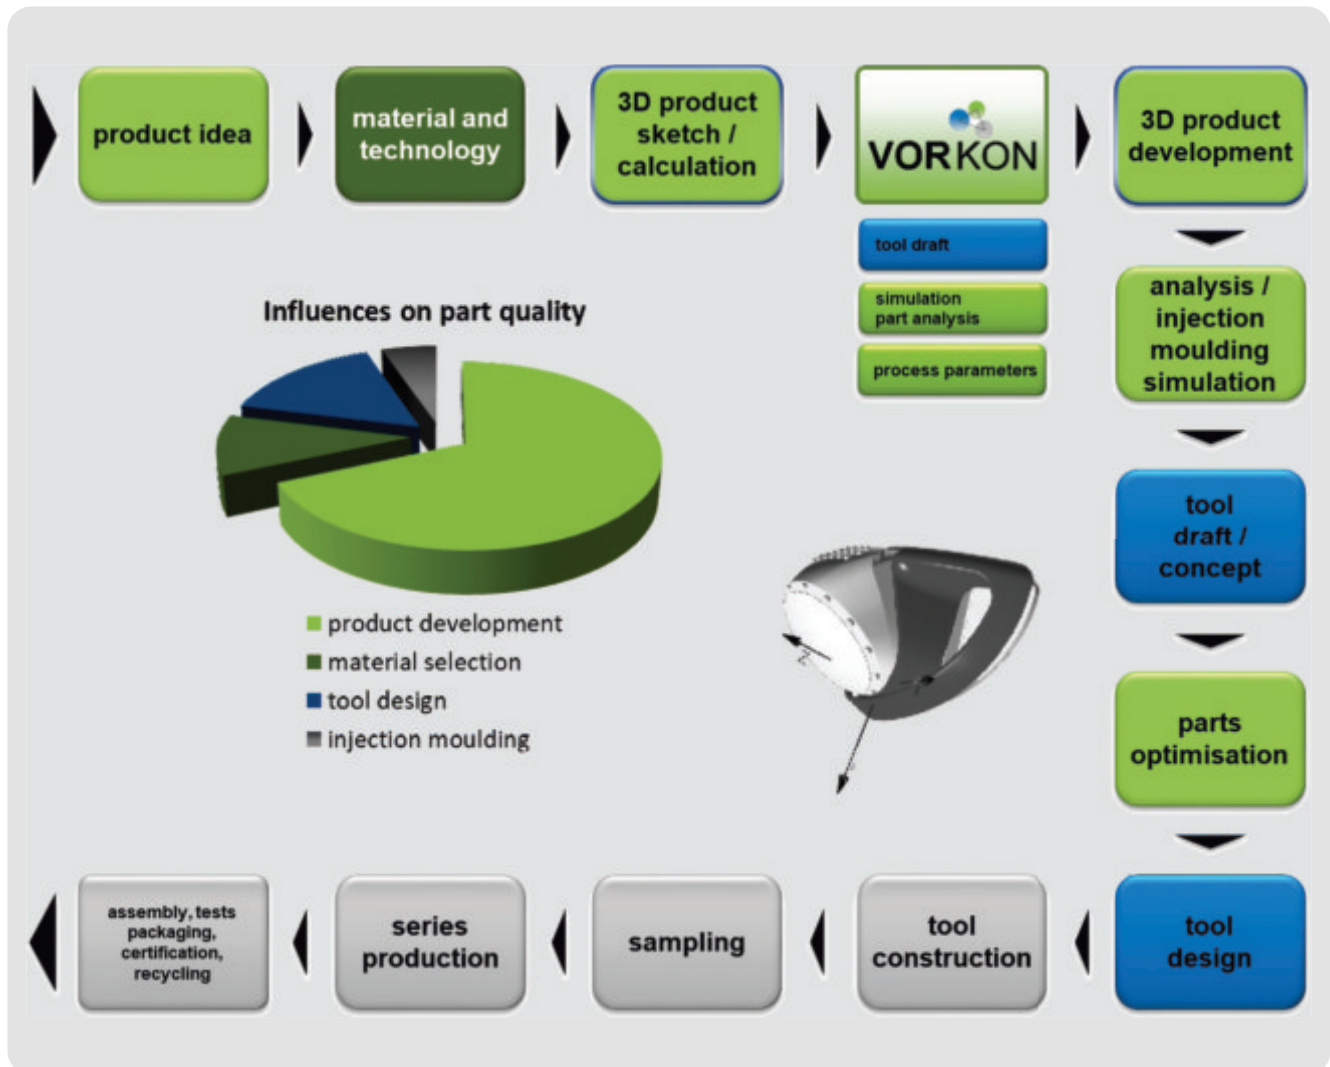 product idea
material and
technology
3D product
sketch /
calculation
VORKON
3D product
development
tool draft
simulation
part analysis
process parameters
analysis /
injection
moulding
simulation
Influences on part quality
product development
material selection
tool design
injection moulding
tool
draft /
concept
Z
parts
optimisation
tool
design
tool
construction
sampling
series
production
assembly, tests
packaging,
certification,
recycling